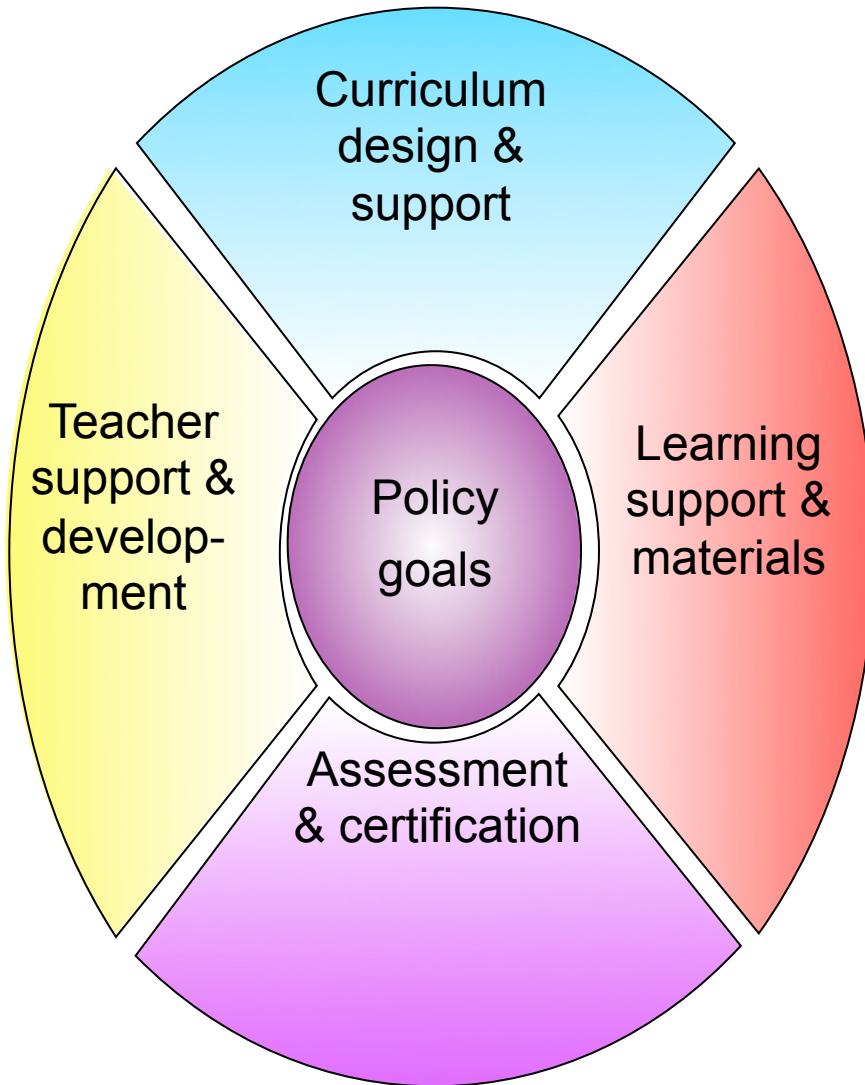 Curriculum
design &
support
Teacher
support &
develop-
ment
Policy
goals
Learning
support &
materials
Assessment
& certification